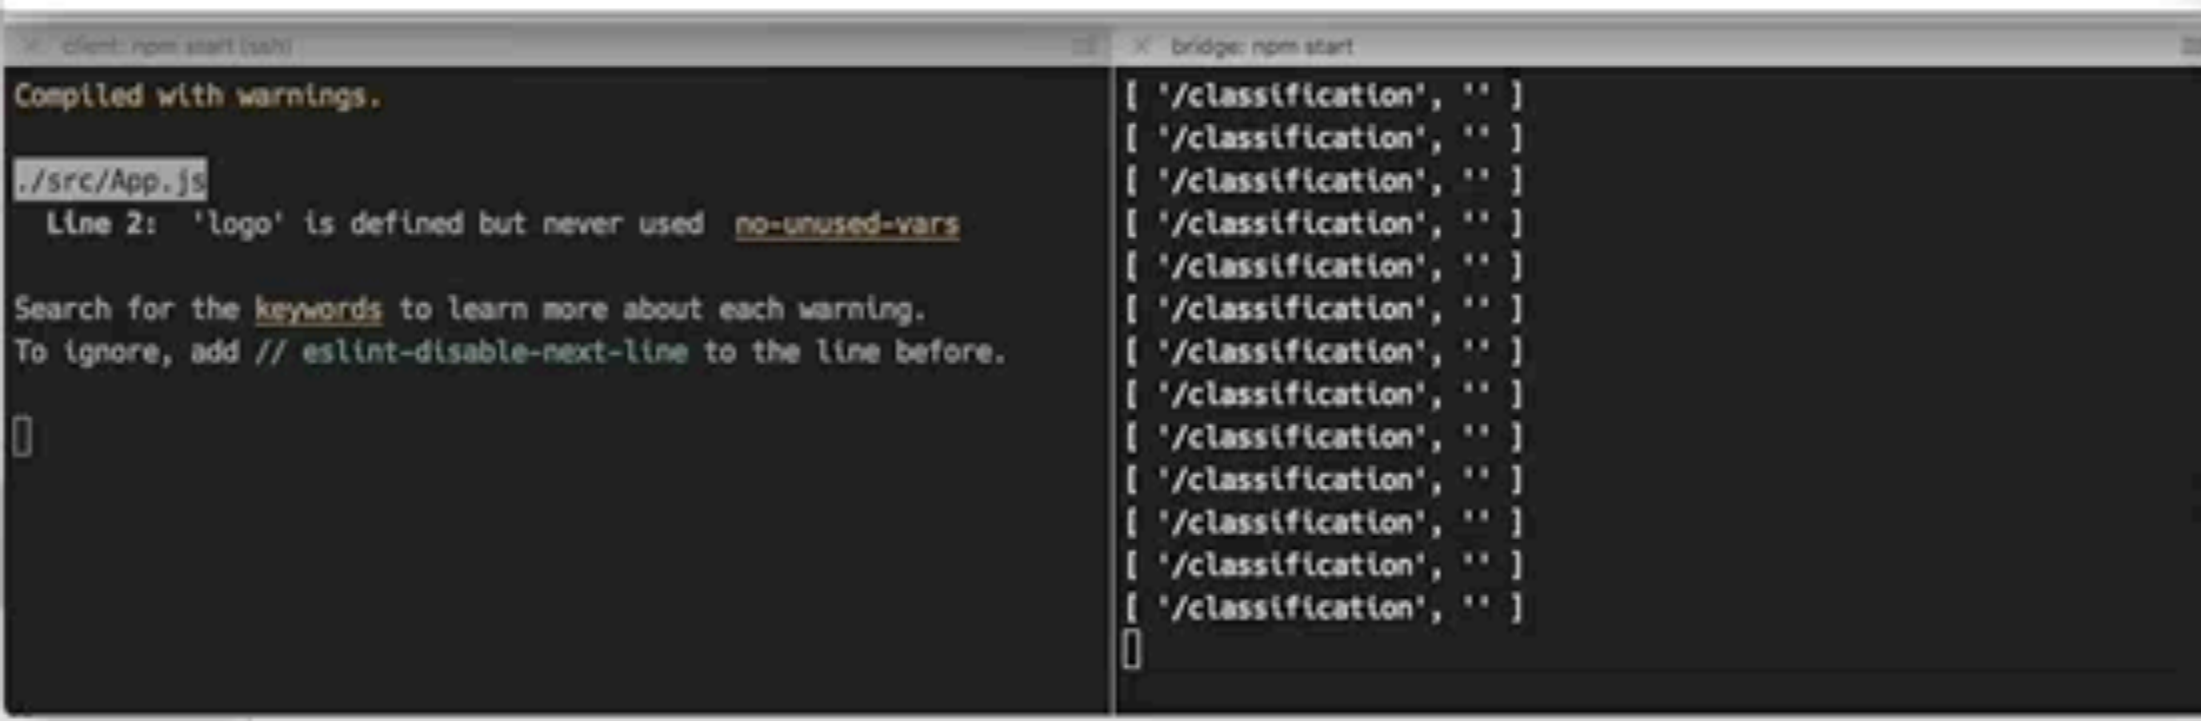 client: npm start (ssh)
Compiled with warnings.
./src/App.js
Line 2: 'logo' is defined but never used no-unused-vars
Search for the keywords to learn more about each warning.
To ignore, add // eslint-disable-next-line to the line before.
bridge: npm start
[ '/classification', '' ]
[ '/classification', '' ]
[ '/classification', '' ]
[ '/classification', '' ]
[ '/classification', '' ]
[ '/classification', '' ]
[ '/classification', '' ]
[ '/classification', '' ]
[ '/classification', '' ]
[ '/classification', '' ]
[ '/classification', '' ]
[ '/classification', '' ]
[ '/classification', '' ]